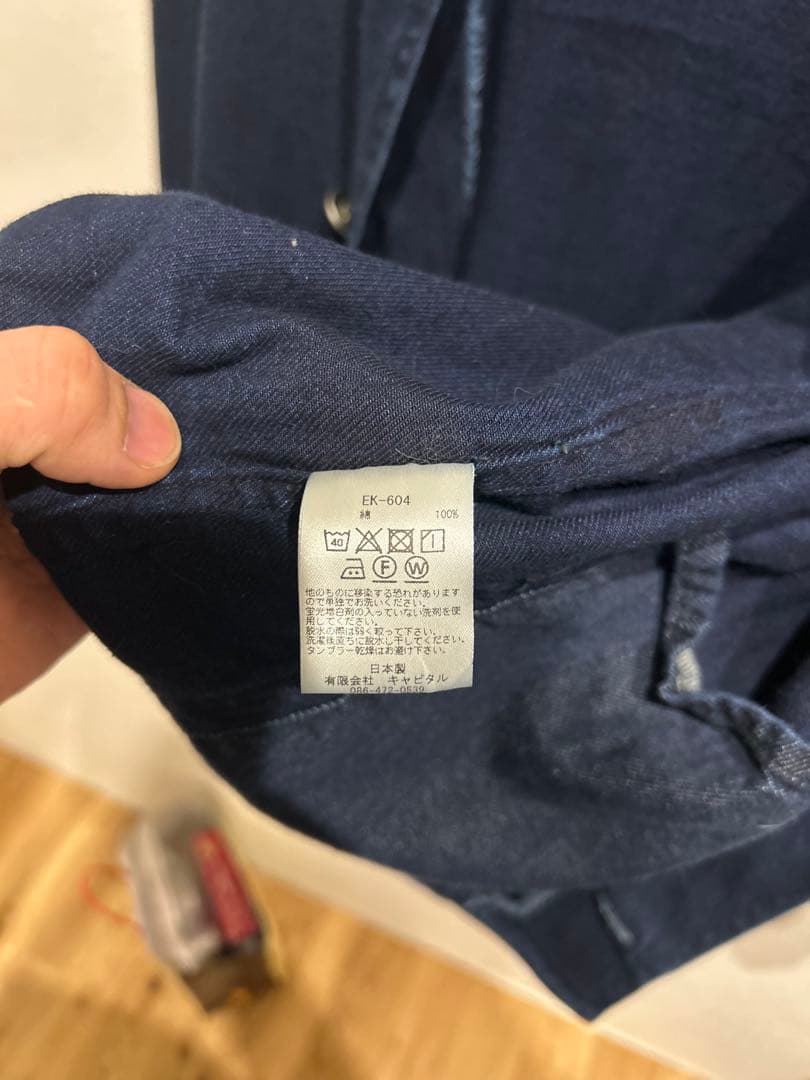 EK-604
綿 100%
40
F W
他のものに移染する恐れがあります
ので単独でお洗いください。
蛍光増白剤の入っていない洗剤を使
用してください。
脱水の際は弱く絞って下さい。
洗濯後直ちに脱水し干してください。
タンブラー乾燥はお避け下さい。
日本製
有限会社 キャピタル
086-472-0539